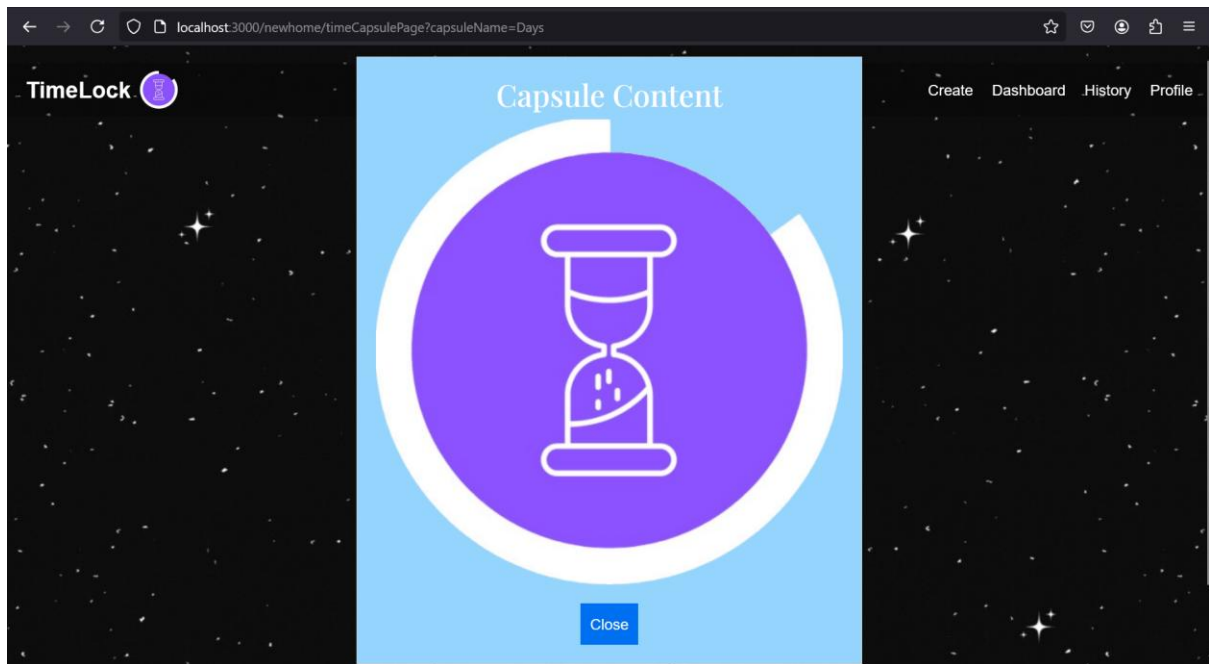 localhost:3000/newhome/timeCapsulePage?capsuleName=Days
TimeLock
Create Dashboard History Profile
Capsule Content
Close